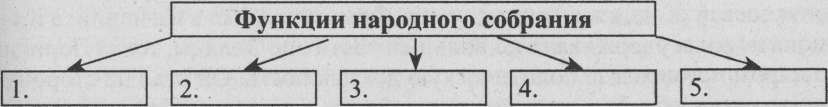 Функции народного собрания
1. 2. 3. 4. 5.